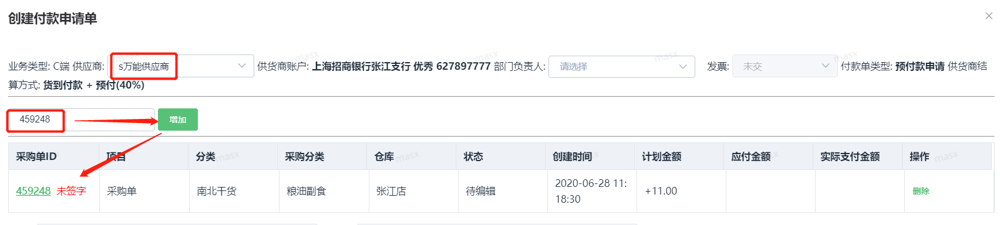 创建付款申请单
业务类型: C端 供应商: s万能供应商 供货商账户: 上海招商银行张江支行 优秀 627897777 部门负责人: 请选择 发票: 未交 付款单类型: 预付款申请 供货商结
算方式: 货到付款 + 预付(40%)
459248 增加
采购单ID 项目 分类 采购分类 仓库 状态 创建时间 计划金额 应付金额 实际支付金额 操作
459248 未签字 采购单 南北干货 粮油副食 张江店 待编辑 2020-06-28 11:
18:30 +11.00 删除
masx